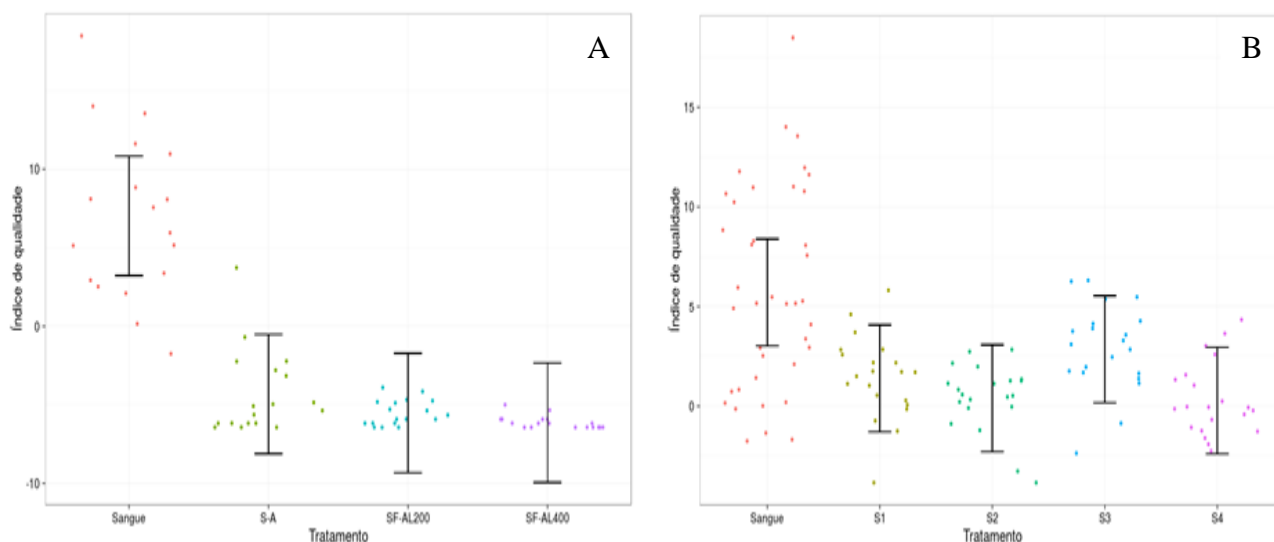 A
Índice de qualidade
10
0
-10
Sangue S-A SF-AL200 SF-AL400
Tratamento
B
Índice de qualidade
15
10
5
0
Sangue S1 S2 S3 S4
Tratamento